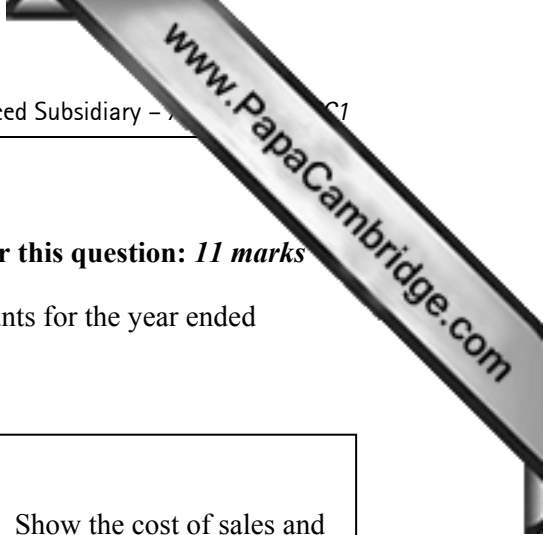 www.PapaCambridge.com
ced Subsidiary –
C1
r this question: 11 marks
nts for the year ended
Show the cost of sales and